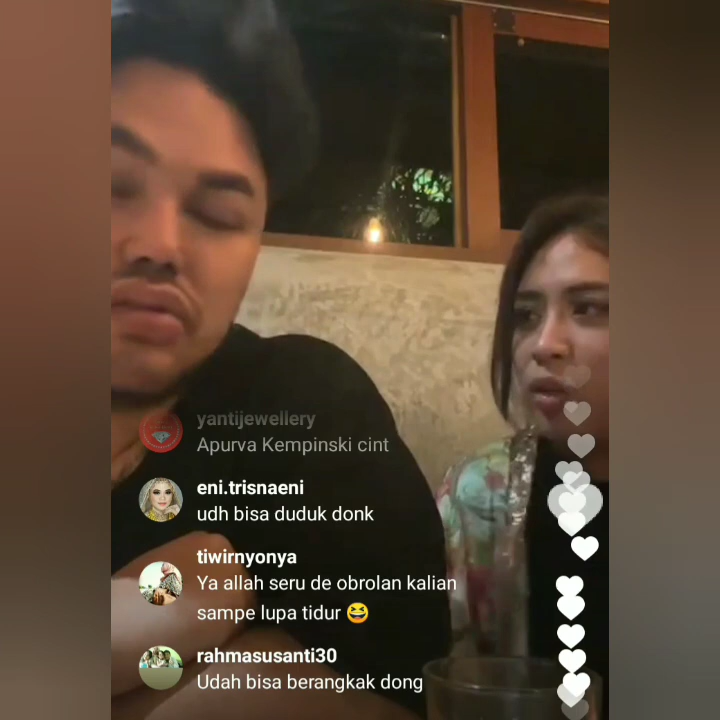 yantijewellery
Apurva Kempinski cint
eni.trisnaeni
udh bisa duduk donk
tiwirnyonya
Ya allah seru de obrolan kalian
sampe lupa tidur 😆
rahmasusanti30
Udah bisa berangkak dong